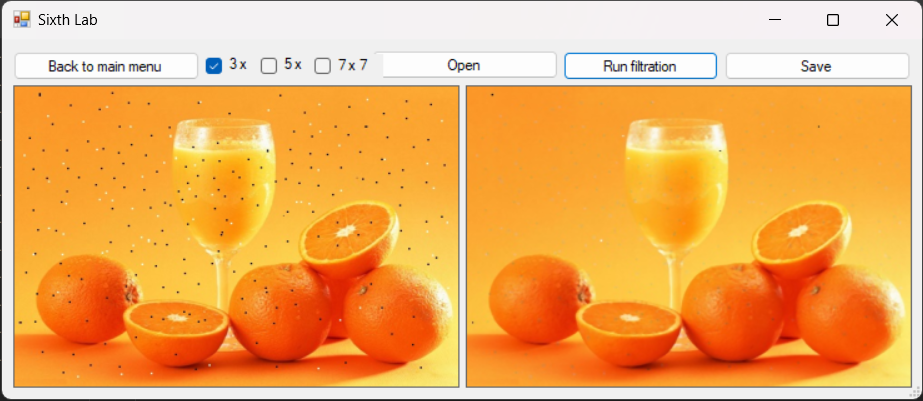 Sixth Lab
Back to main menu 3 x 5 x 7 x 7 Open Run filtration Save